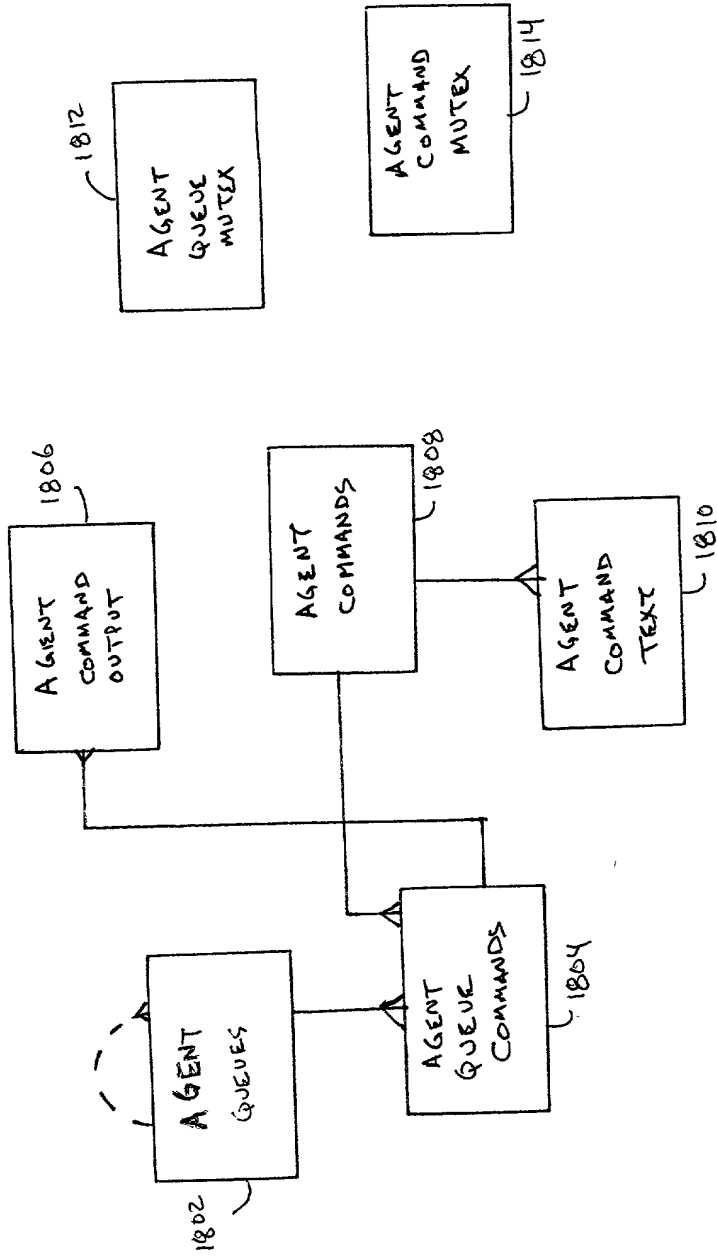 1802
AGENT
QUEUES
AGENT
QUEUE
COMMANDS
1804
AGENT
COMMAND
OUTPUT
1806
AGENT
COMMANDS
1808
AGENT
COMMAND
TEXT
1810
1812
AGENT
QUEUE
MUTEX
AGENT
COMMAND
MUTEX
1814